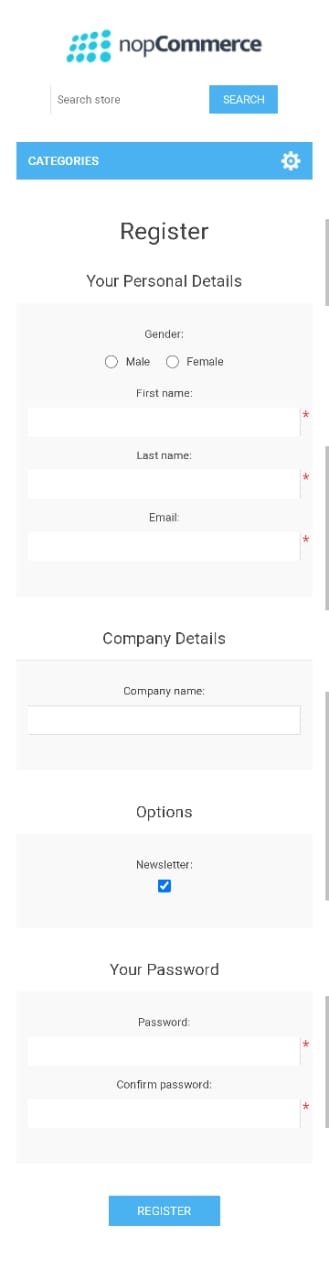 nopCommerce
Search store
SEARCH
CATEGORIES
Register
Your Personal Details
Gender:
Male Female
First name:
*
Last name:
*
Email:
*
Company Details
Company name:
Options
Newsletter:
Your Password
Password:
*
Confirm password:
*
REGISTER